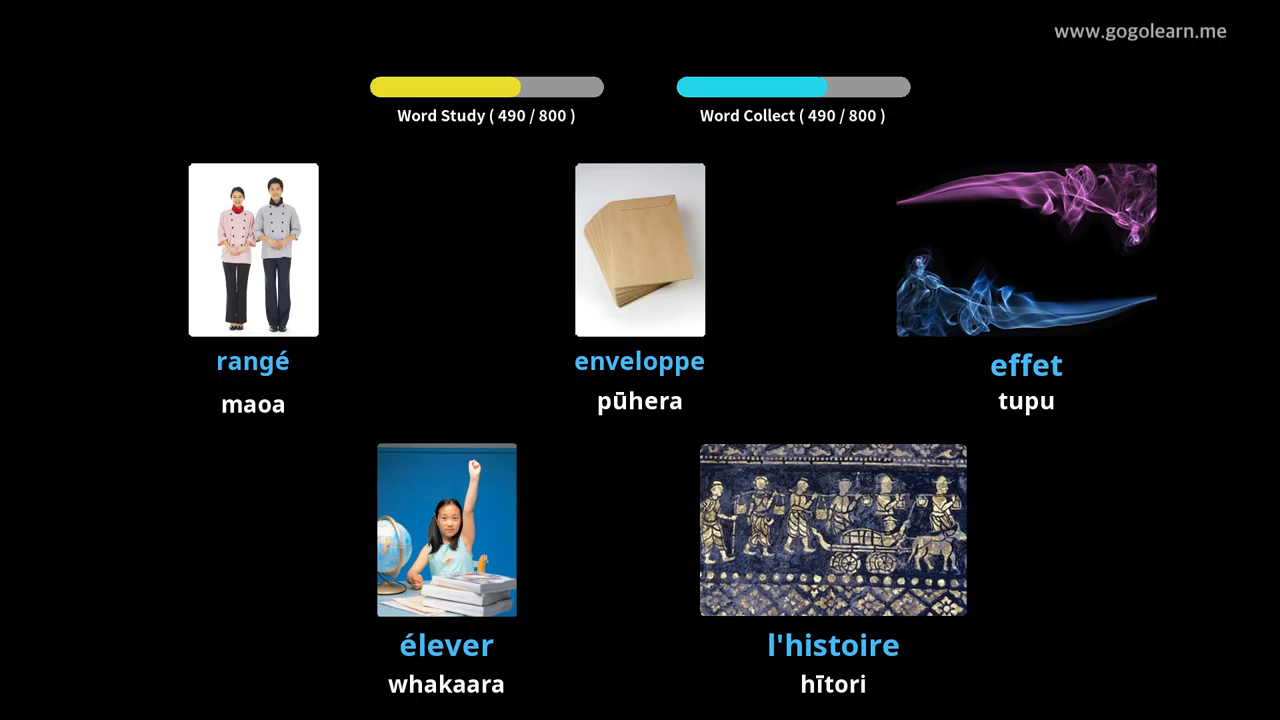 www.gogolearn.me
Word Study ( 490 / 800 )
Word Collect ( 490 / 800 )
rangé
maoa
enveloppe
pūhera
effet
tupu
élever
whakaara
l'histoire
hītori